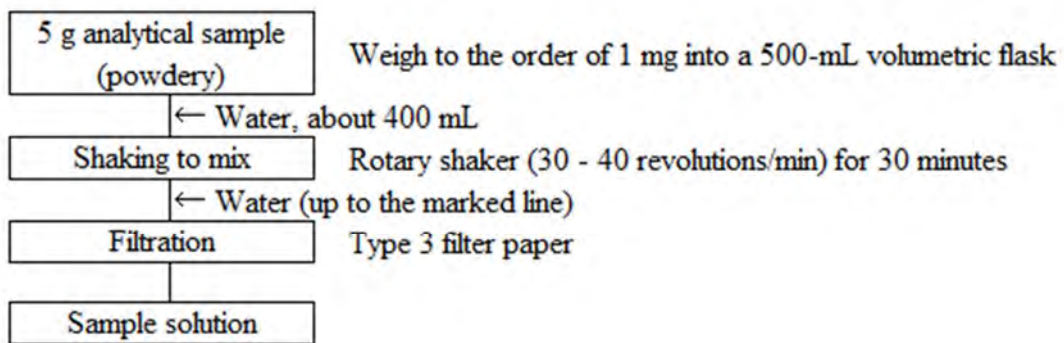 5 g analytical sample
(powdery)
Weigh to the order of 1 mg into a 500-mL volumetric flask
← Water, about 400 mL
Shaking to mix
Rotary shaker (30 - 40 revolutions/min) for 30 minutes
← Water (up to the marked line)
Filtration
Type 3 filter paper
Sample solution